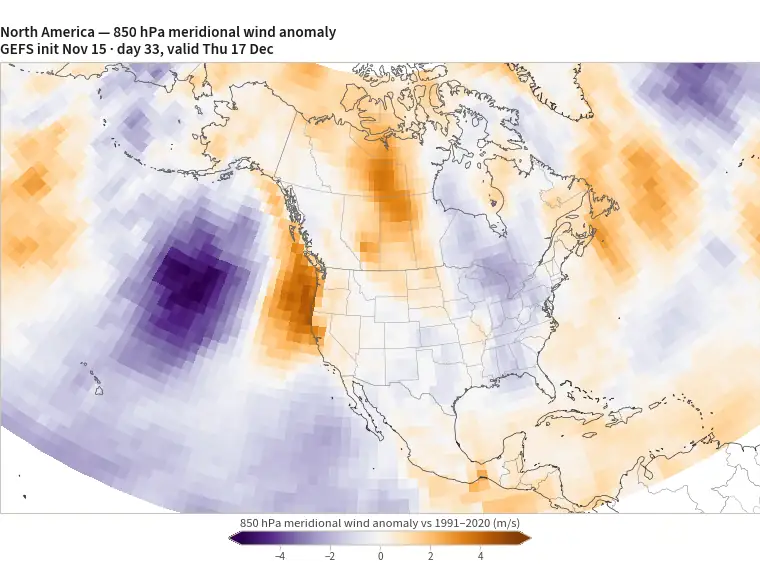 North America — 850 hPa meridional wind anomaly
GEFS init Nov 15 · day 33, valid Thu 17 Dec
850 hPa meridional wind anomaly vs 1991–2020 (m/s)
−4 −2 0 2 4